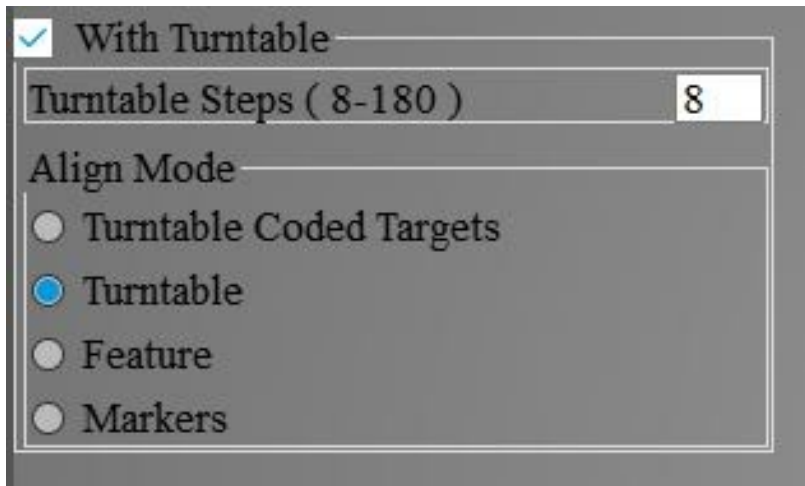 With Turntable
Turntable Steps ( 8-180 ) 8
Align Mode
Turntable Coded Targets
Turntable
Feature
Markers